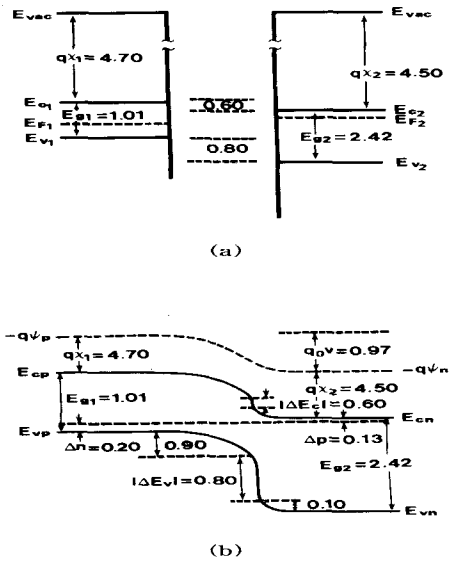 Evac Evac
qχ₁=4.70
qχ₂=4.50
Ec₁ 0.60 Ec₂
Eg₁=1.01
EF₁ EF₂
Ev₁ 0.80 Eg₂=2.42
Ev₂
(a)
-qψp
qχ₁=4.70 q₀v=0.97 -qψn
Ecp qχ₂=4.50
|ΔEc|=0.60
Eg₁=1.01 Ecn
Evp Δp=0.13
Δn=0.20 0.90
Eg₂=2.42
|ΔEv|=0.80
0.10 Evn
(b)